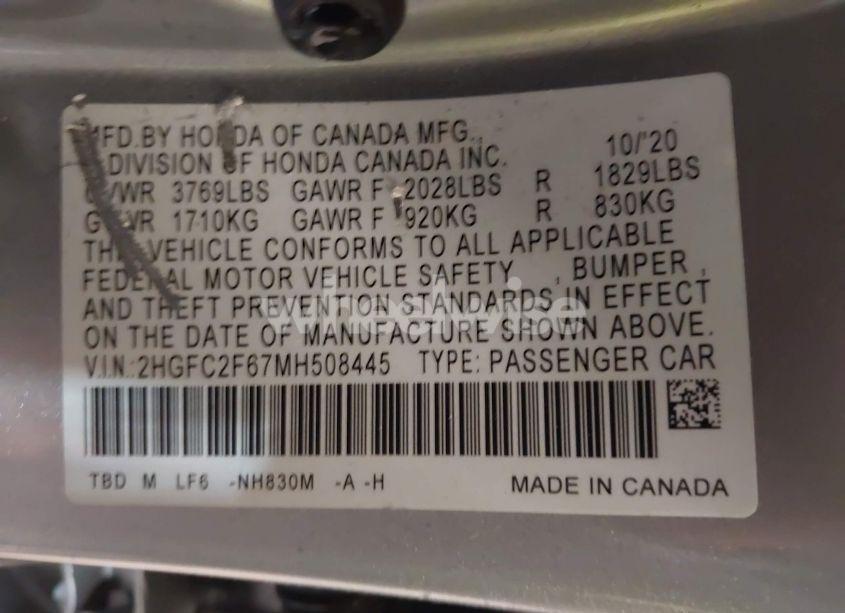 MFD.BY HONDA OF CANADA MFG., 10/'20
A DIVISION OF HONDA CANADA INC.
GVWR 3769LBS GAWR F 2028LBS R 1829LBS
GVWR 1710KG GAWR F 920KG R 830KG
THIS VEHICLE CONFORMS TO ALL APPLICABLE
FEDERAL MOTOR VEHICLE SAFETY , BUMPER ,
AND THEFT PREVENTION STANDARDS IN EFFECT
wheelwise
ON THE DATE OF MANUFACTURE SHOWN ABOVE.
V.I.N.:2HGFC2F67MH508445 TYPE: PASSENGER CAR
TBD M LF6 -NH830M -A -H MADE IN CANADA